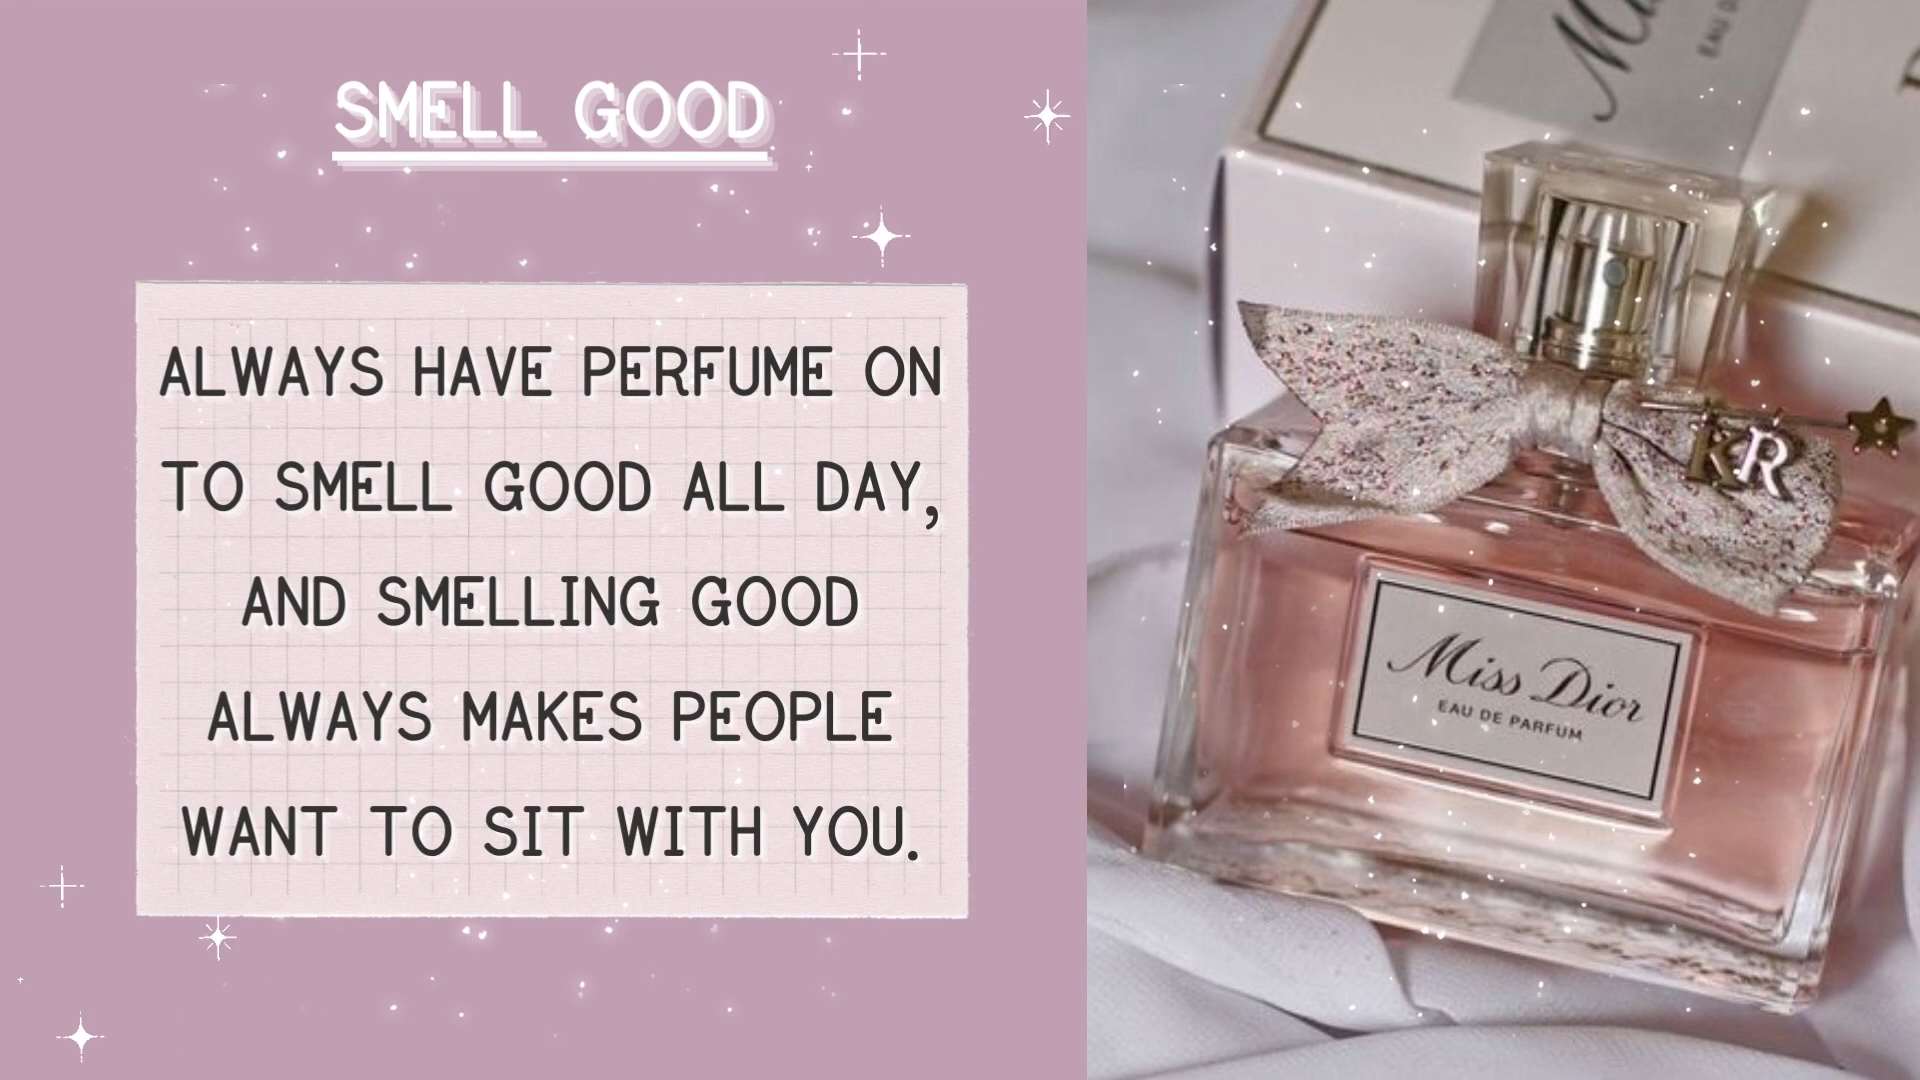 SMELL GOOD
ALWAYS HAVE PERFUME ON
TO SMELL GOOD ALL DAY,
AND SMELLING GOOD
ALWAYS MAKES PEOPLE
WANT TO SIT WITH YOU.
KR
Miss Dior
EAU DE PARFUM